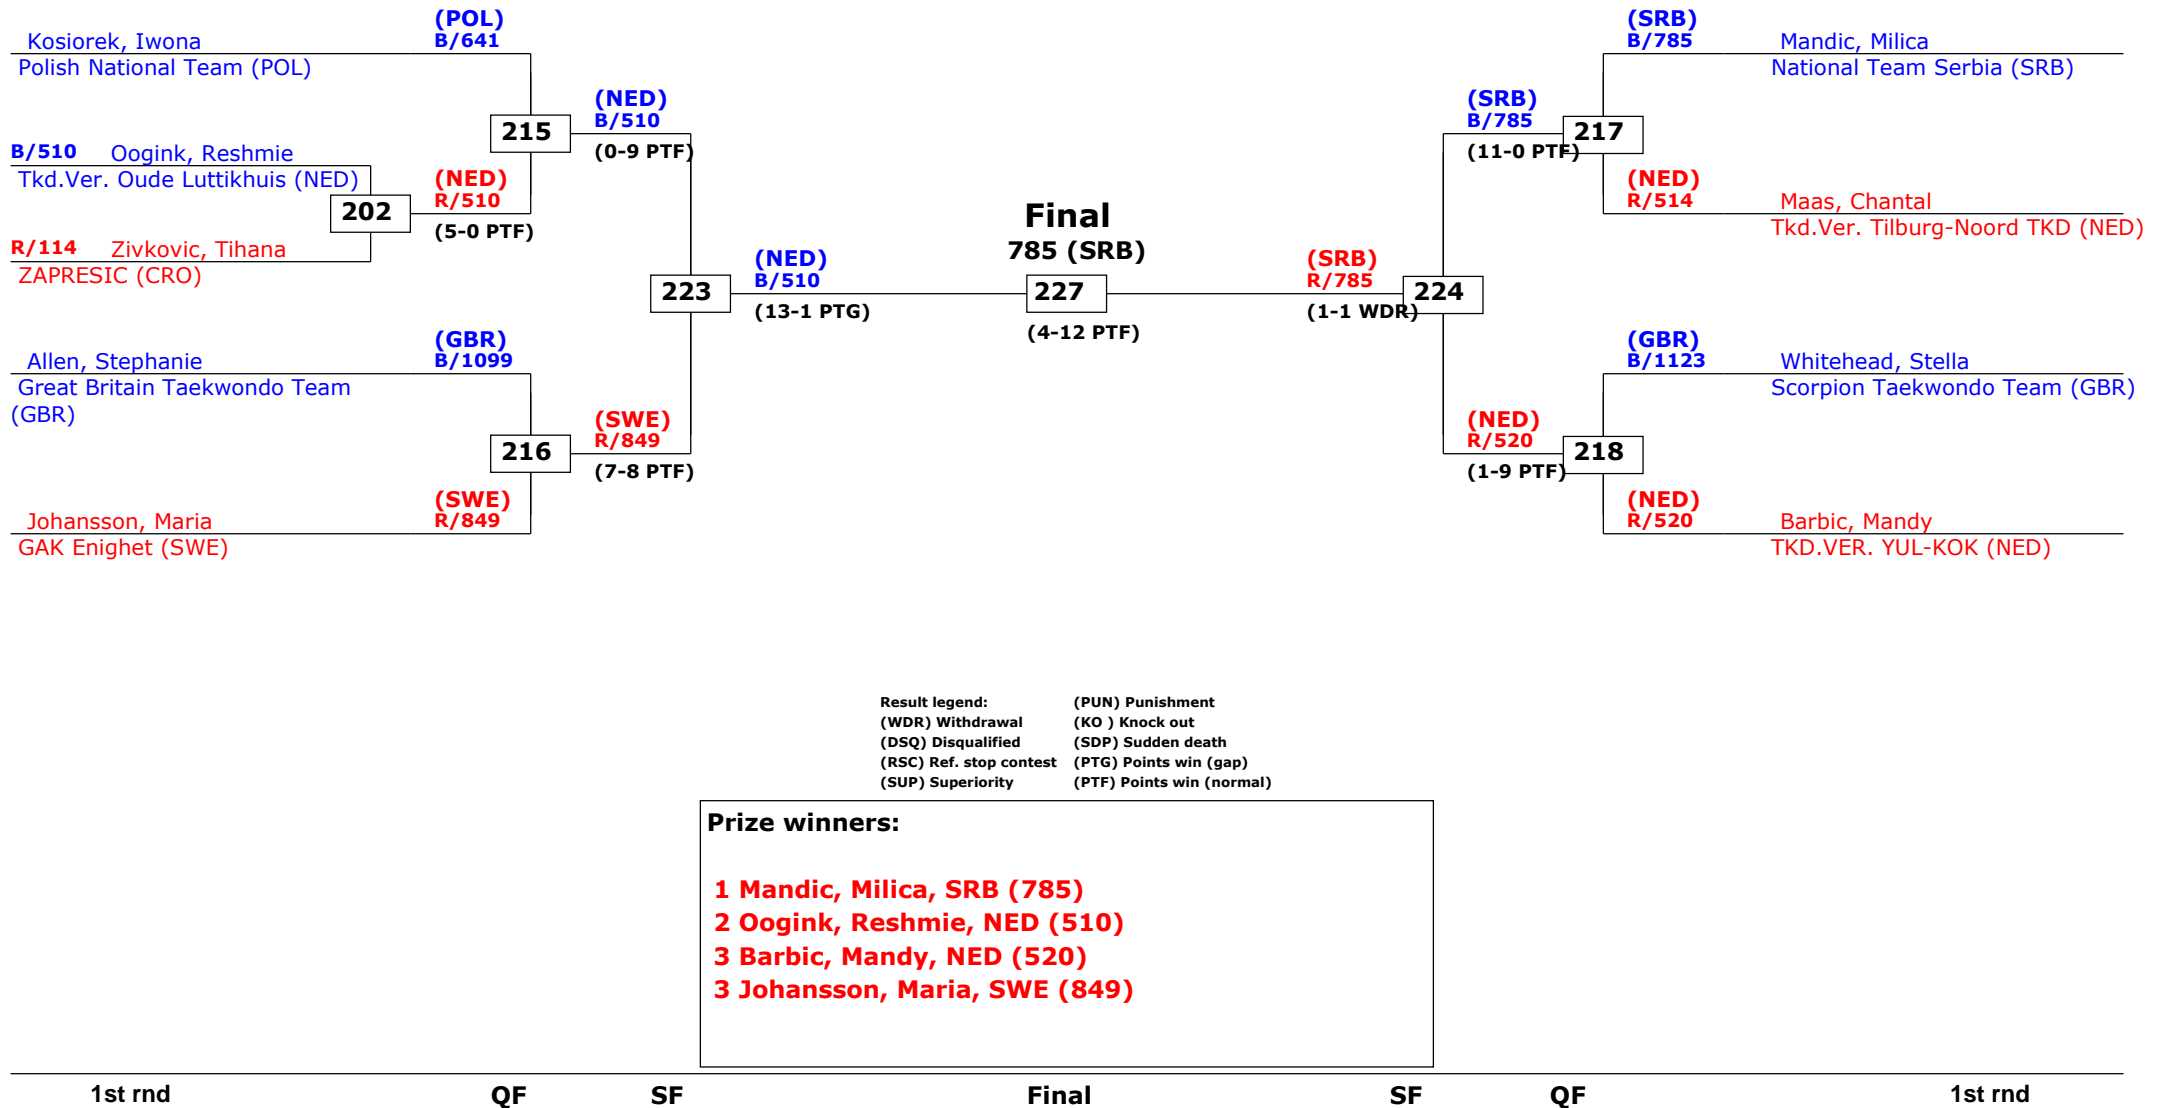 (POL)
Kosiorek, Iwona B/641
Polish National Team (POL)
(NED)
B/510
215
(0-9 PTF)
B/510 Oogink, Reshmie
Tkd.Ver. Oude Luttikhuis (NED)
(NED)
R/510
202
(5-0 PTF)
R/114 Zivkovic, Tihana
ZAPRESIC (CRO)
(NED)
B/510
223
(13-1 PTG)
(GBR)
Allen, Stephanie B/1099
Great Britain Taekwondo Team
(GBR)
(SWE)
R/849
216
(7-8 PTF)
(SWE)
Johansson, Maria R/849
GAK Enighet (SWE)
Final
785 (SRB)
227
(4-12 PTF)
(SRB)
B/785 Mandic, Milica
National Team Serbia (SRB)
(SRB)
B/785
217
(11-0 PTF)
(NED)
R/514 Maas, Chantal
Tkd.Ver. Tilburg-Noord TKD (NED)
(SRB)
R/785
224
(1-1 WDR)
(GBR)
B/1123 Whitehead, Stella
Scorpion Taekwondo Team (GBR)
(NED)
R/520
218
(1-9 PTF)
(NED)
R/520 Barbic, Mandy
TKD.VER. YUL-KOK (NED)
Result legend: (PUN) Punishment
(WDR) Withdrawal (KO ) Knock out
(DSQ) Disqualified (SDP) Sudden death
(RSC) Ref. stop contest (PTG) Points win (gap)
(SUP) Superiority (PTF) Points win (normal)
Prize winners:
1 Mandic, Milica, SRB (785)
2 Oogink, Reshmie, NED (510)
3 Barbic, Mandy, NED (520)
3 Johansson, Maria, SWE (849)
1st rnd QF SF Final SF QF 1st rnd